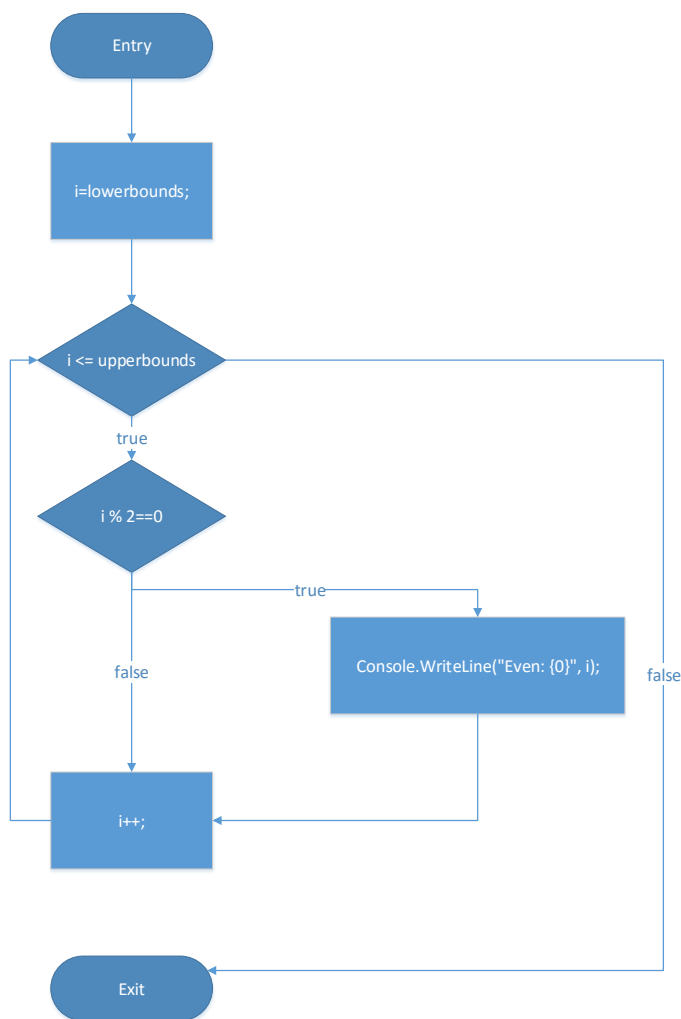 Entry
i=lowerbounds;
i <= upperbounds
true
i % 2==0
true
Console.WriteLine("Even: {0}", i);
false
false
i++;
Exit